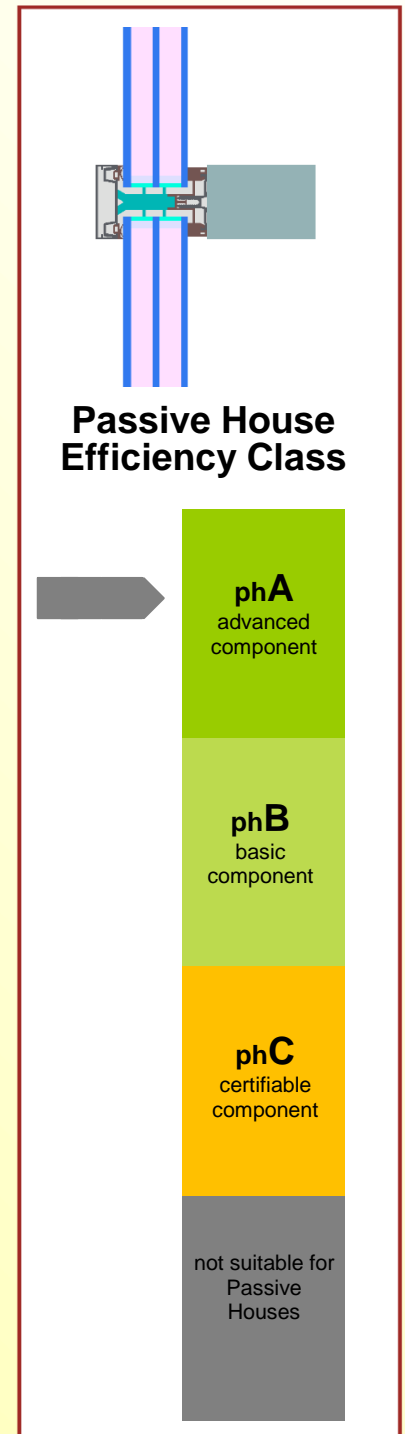 Passive House
Efficiency Class
phA
advanced
component
phB
basic
component
phC
certifiable
component
not suitable for
Passive
Houses